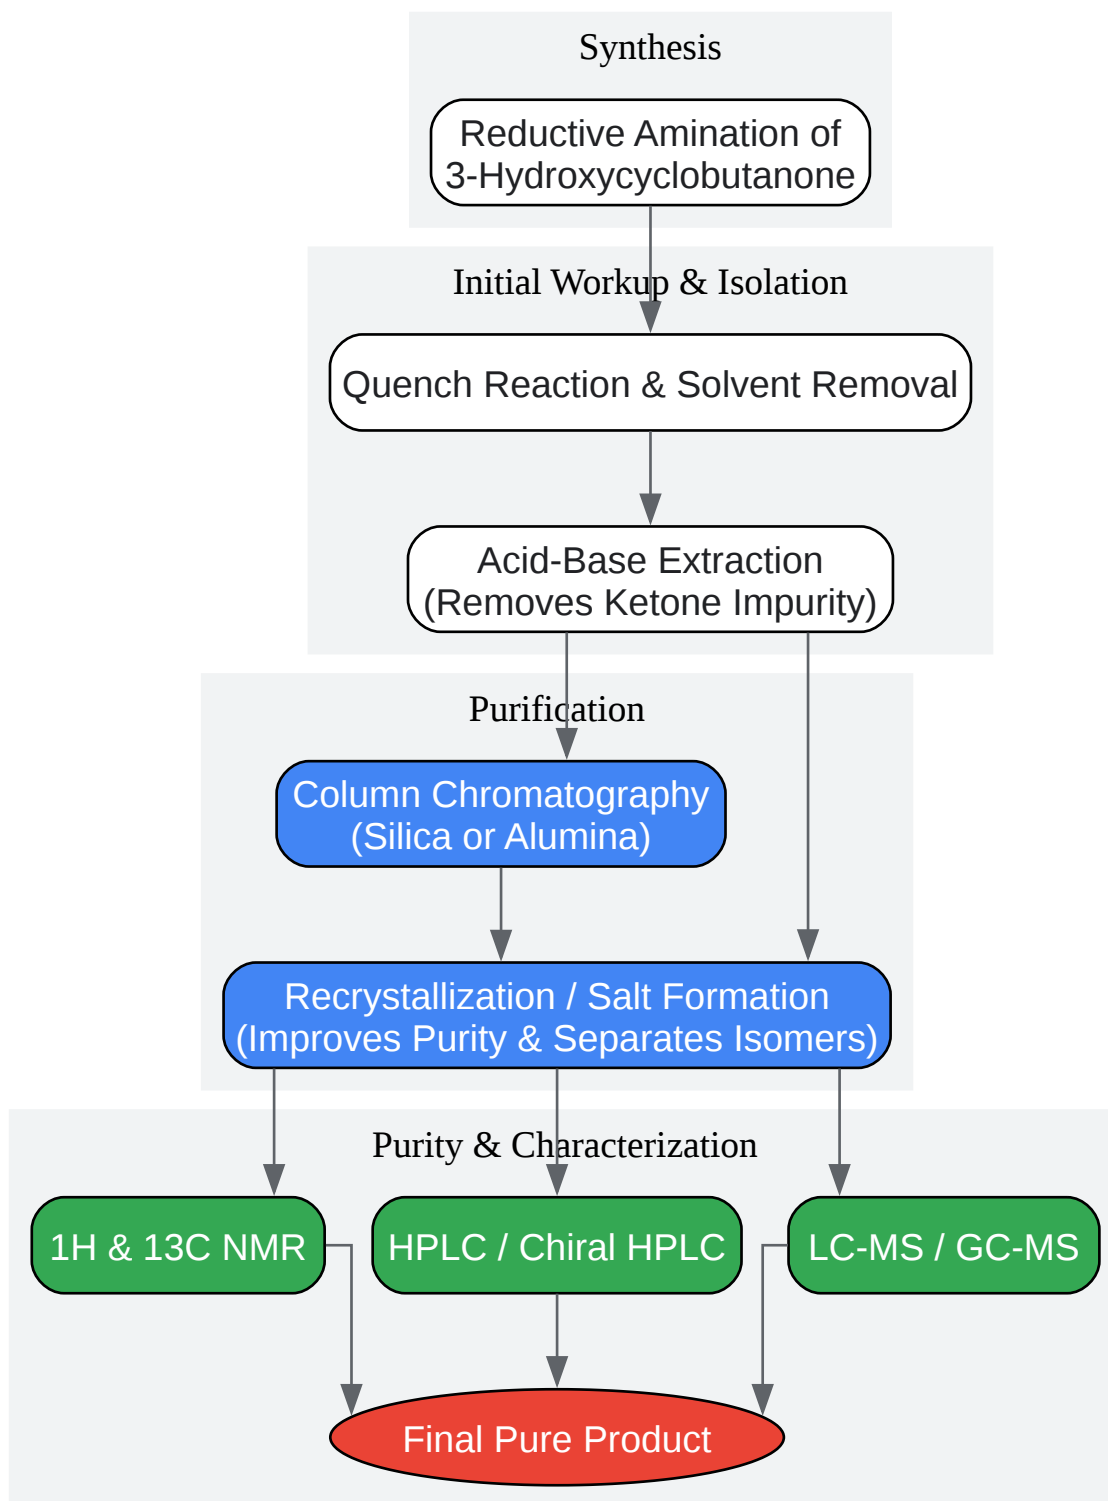 Synthesis
Reductive Amination of
3-Hydroxycyclobutanone
Initial Workup & Isolation
Quench Reaction & Solvent Removal
Acid-Base Extraction
(Removes Ketone Impurity)
Purification
Column Chromatography
(Silica or Alumina)
Recrystallization / Salt Formation
(Improves Purity & Separates Isomers)
Purity & Characterization
1H & 13C NMR
HPLC / Chiral HPLC
LC-MS / GC-MS
Final Pure Product